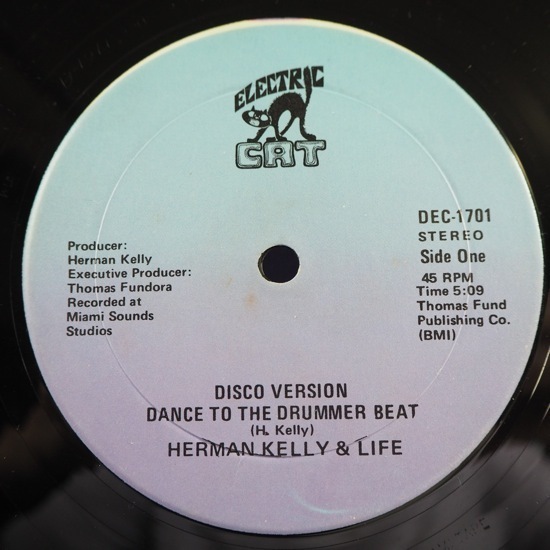 ELECTRIC
CAT
Producer:
Herman Kelly
Executive Producer:
Thomas Fundora
Recorded at
Miami Sounds
Studios
DEC-1701
STEREO
Side One
45 RPM
Time 5:09
Thomas Fund
Publishing Co.
(BMI)
DISCO VERSION
DANCE TO THE DRUMMER BEAT
(H. Kelly)
HERMAN KELLY & LIFE